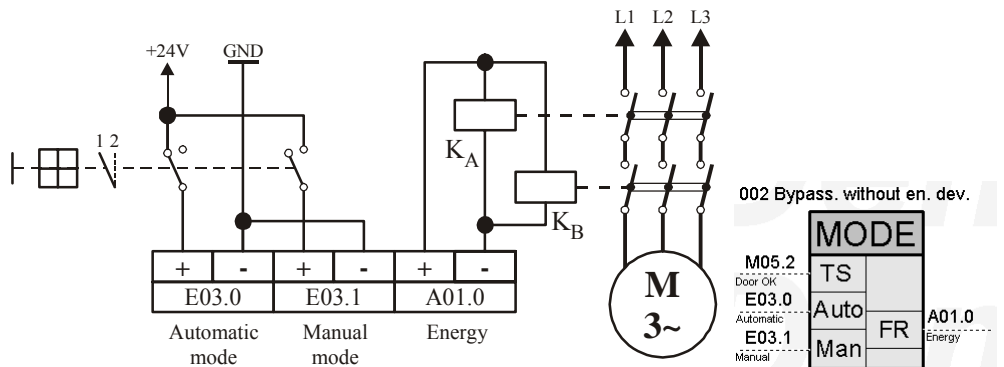 L1 L2 L3
+24V GND
1 2
K_A
K_B
+ - + - + -
E03.0 E03.1 A01.0
Automatic mode
Manual mode
Energy
M
3~
002 Bypass. without en. dev.
MODE
M05.2 TS
Door OK
E03.0 Auto
Automatic
FR A01.0
Energy
E03.1 Man
Manual